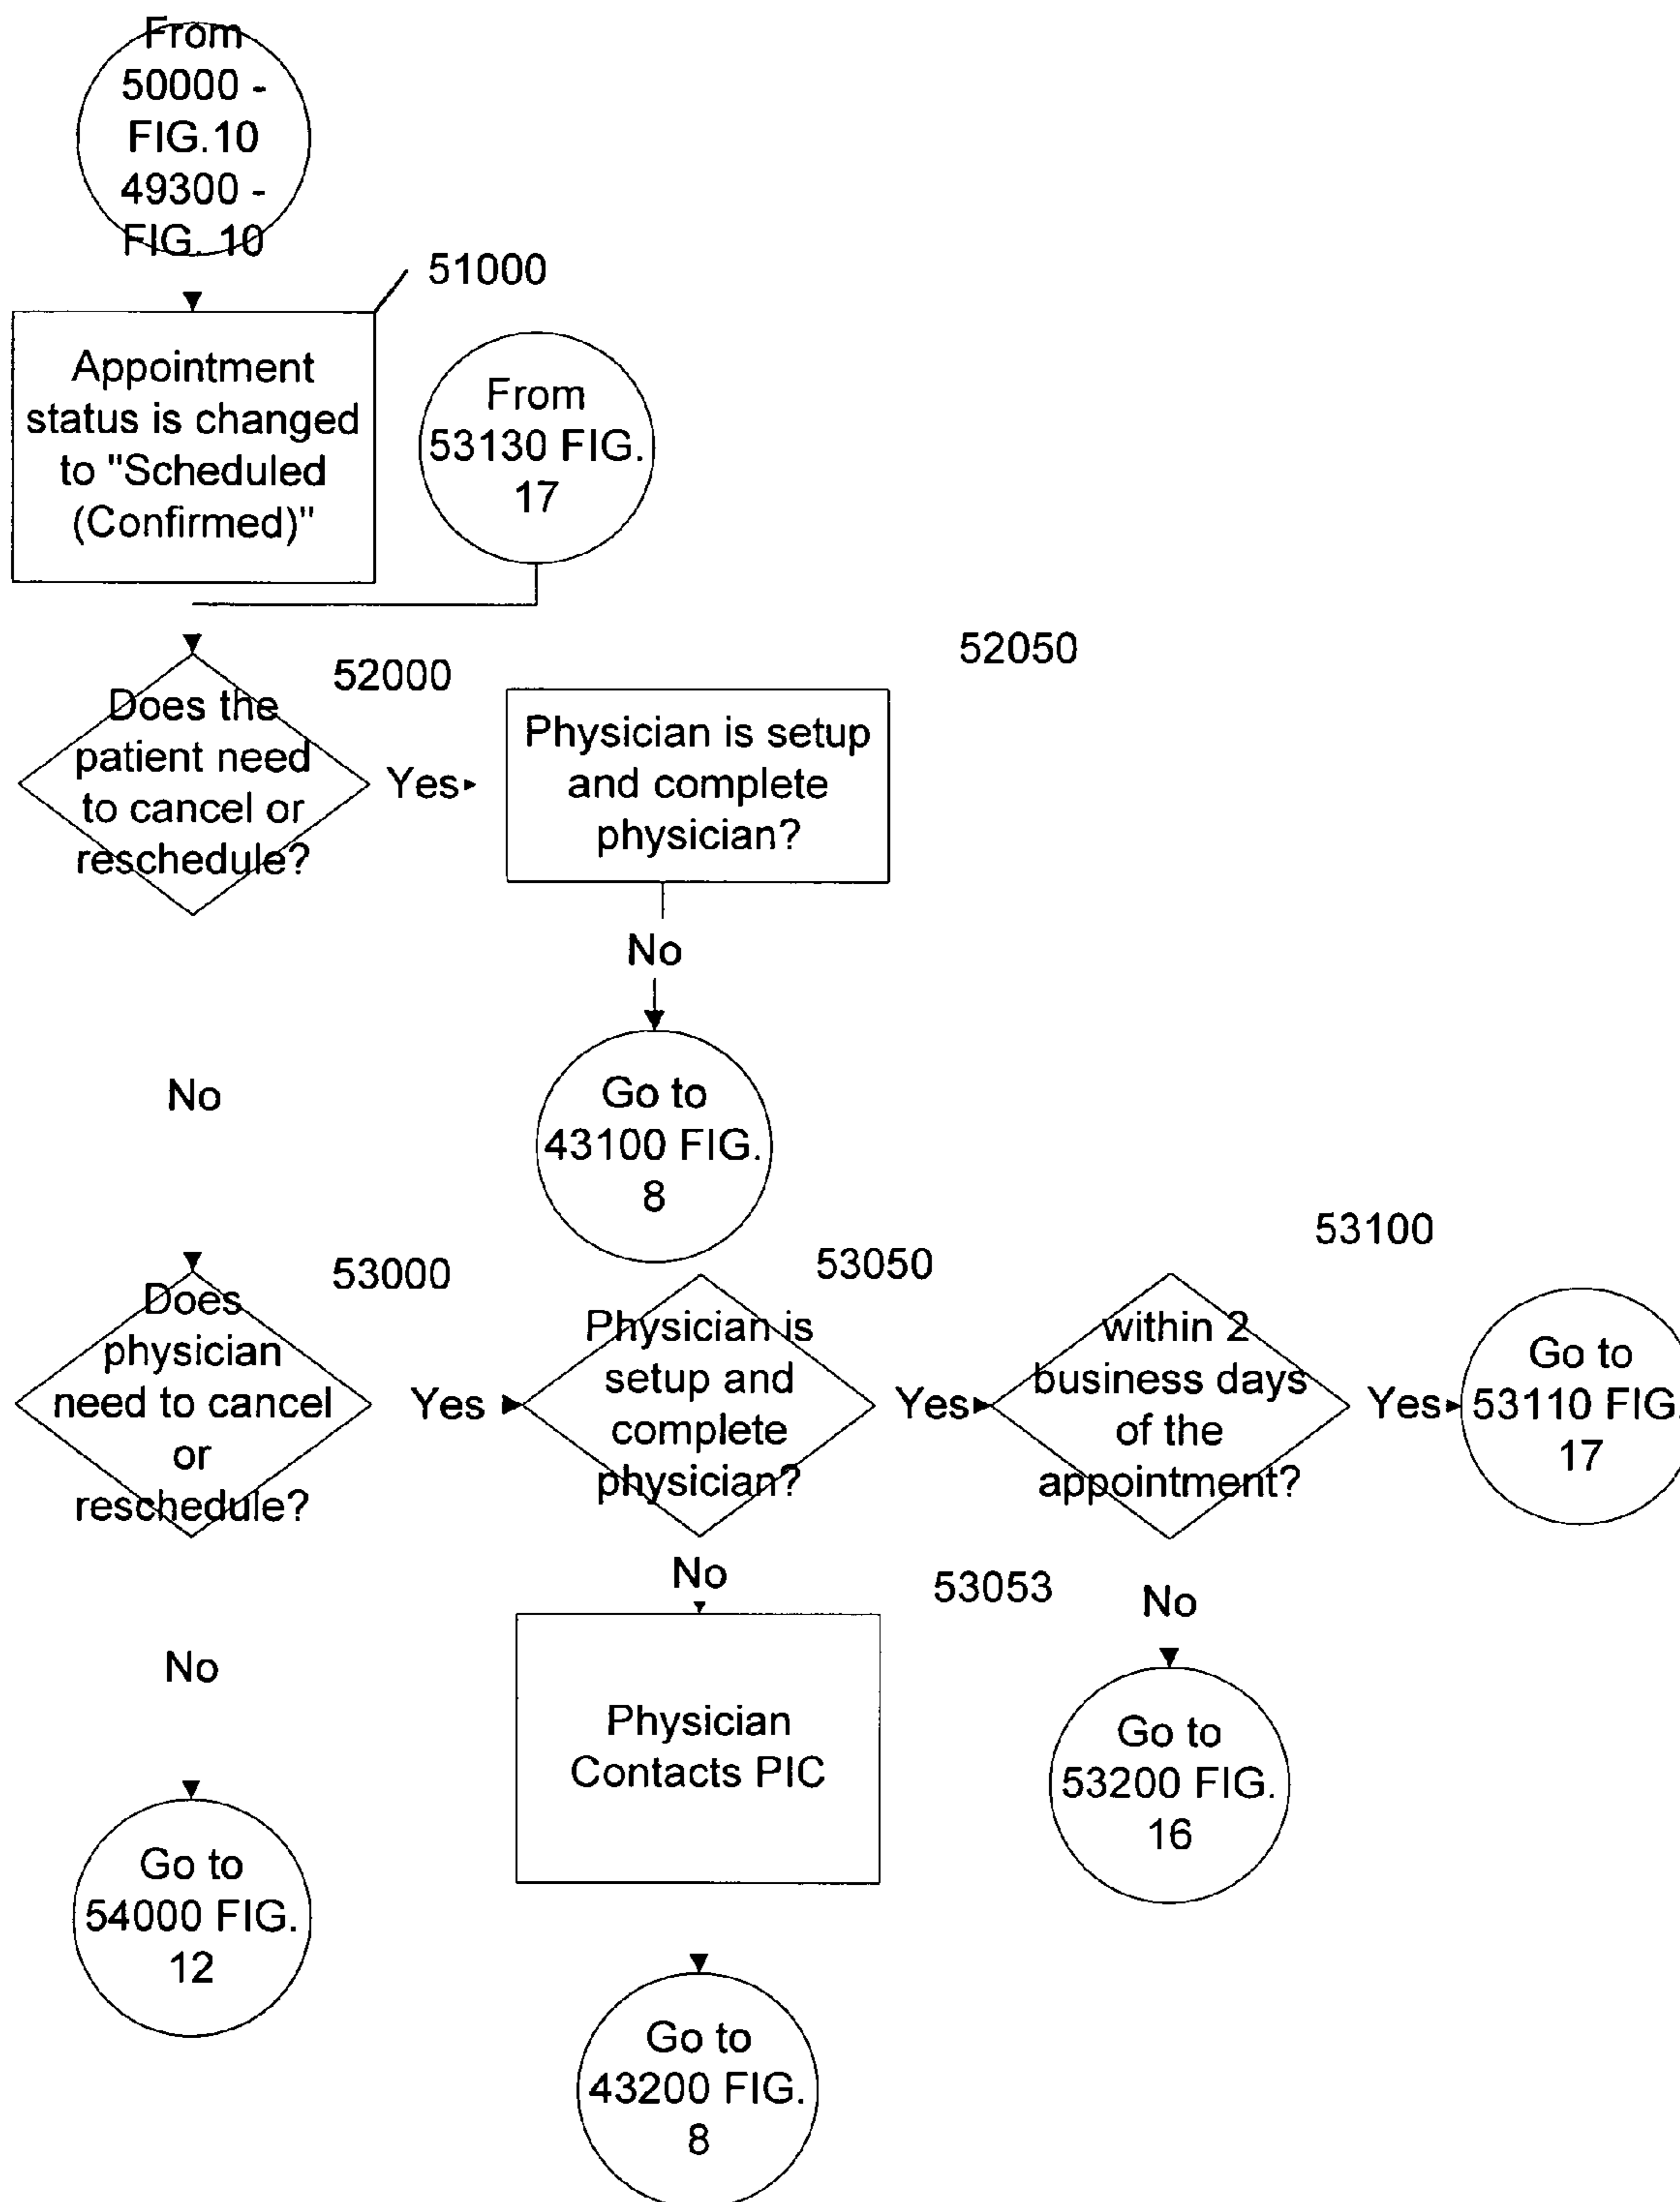 From
50000 -
FIG.10
49300 -
FIG. 10
51000
Appointment
status is changed
to "Scheduled
(Confirmed)"
From
53130 FIG.
17
52000
Does the
patient need
to cancel or
reschedule?
Yes
52050
Physician is setup
and complete
physician?
No
Go to
43100 FIG.
8
No
53000
Does
physician
need to cancel
or
reschedule?
Yes
53050
Physician is
setup and
complete
physician?
Yes
53100
within 2
business days
of the
appointment?
Yes
Go to
53110 FIG.
17
No
53053
Physician
Contacts PIC
No
Go to
53200 FIG.
16
No
Go to
54000 FIG.
12
Go to
43200 FIG.
8